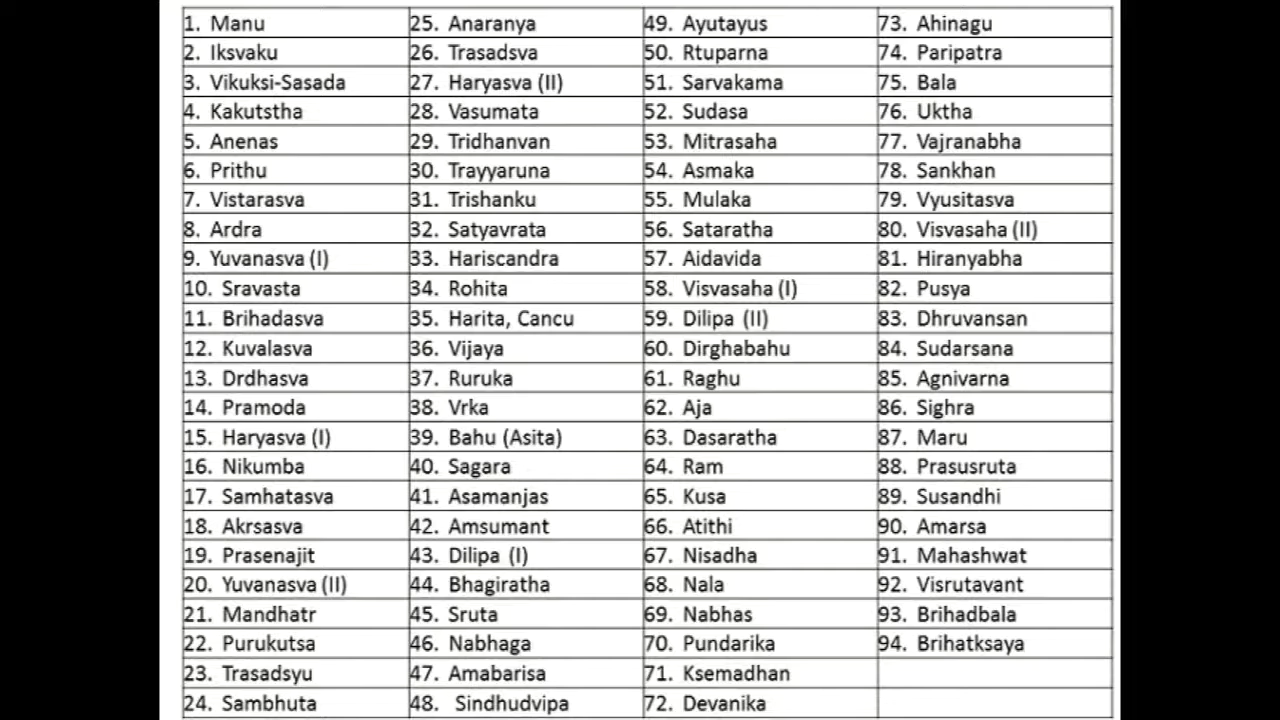 1. Manu
2. Iksvaku
3. Vikuksi-Sasada
4. Kakutstha
5. Anenas
6. Prithu
7. Vistarasva
8. Ardra
9. Yuvanasva (I)
10. Sravasta
11. Brihadasva
12. Kuvalasva
13. Drdhasva
14. Pramoda
15. Haryasva (I)
16. Nikumba
17. Samhatasva
18. Akrsasva
19. Prasenajit
20. Yuvanasva (II)
21. Mandhatr
22. Purukutsa
23. Trasadsyu
24. Sambhuta
25. Anaranya
26. Trasadsva
27. Haryasva (II)
28. Vasumata
29. Tridhanvan
30. Trayyaruna
31. Trishanku
32. Satyavrata
33. Hariscandra
34. Rohita
35. Harita, Cancu
36. Vijaya
37. Ruruka
38. Vrka
39. Bahu (Asita)
40. Sagara
41. Asamanjas
42. Amsumant
43. Dilipa (I)
44. Bhagiratha
45. Sruta
46. Nabhaga
47. Amabarisa
48. Sindhudvipa
49. Ayutayus
50. Rtuparna
51. Sarvakama
52. Sudasa
53. Mitrasaha
54. Asmaka
55. Mulaka
56. Sataratha
57. Aidavida
58. Visvasaha (I)
59. Dilipa (II)
60. Dirghabahu
61. Raghu
62. Aja
63. Dasaratha
64. Ram
65. Kusa
66. Atithi
67. Nisadha
68. Nala
69. Nabhas
70. Pundarika
71. Ksemadhan
72. Devanika
73. Ahinagu
74. Paripatra
75. Bala
76. Uktha
77. Vajranabha
78. Sankhan
79. Vyusitasva
80. Visvasaha (II)
81. Hiranyabha
82. Pusya
83. Dhruvansan
84. Sudarsana
85. Agnivarna
86. Sighra
87. Maru
88. Prasusruta
89. Susandhi
90. Amarsa
91. Mahashwat
92. Visrutavant
93. Brihadbala
94. Brihatksaya